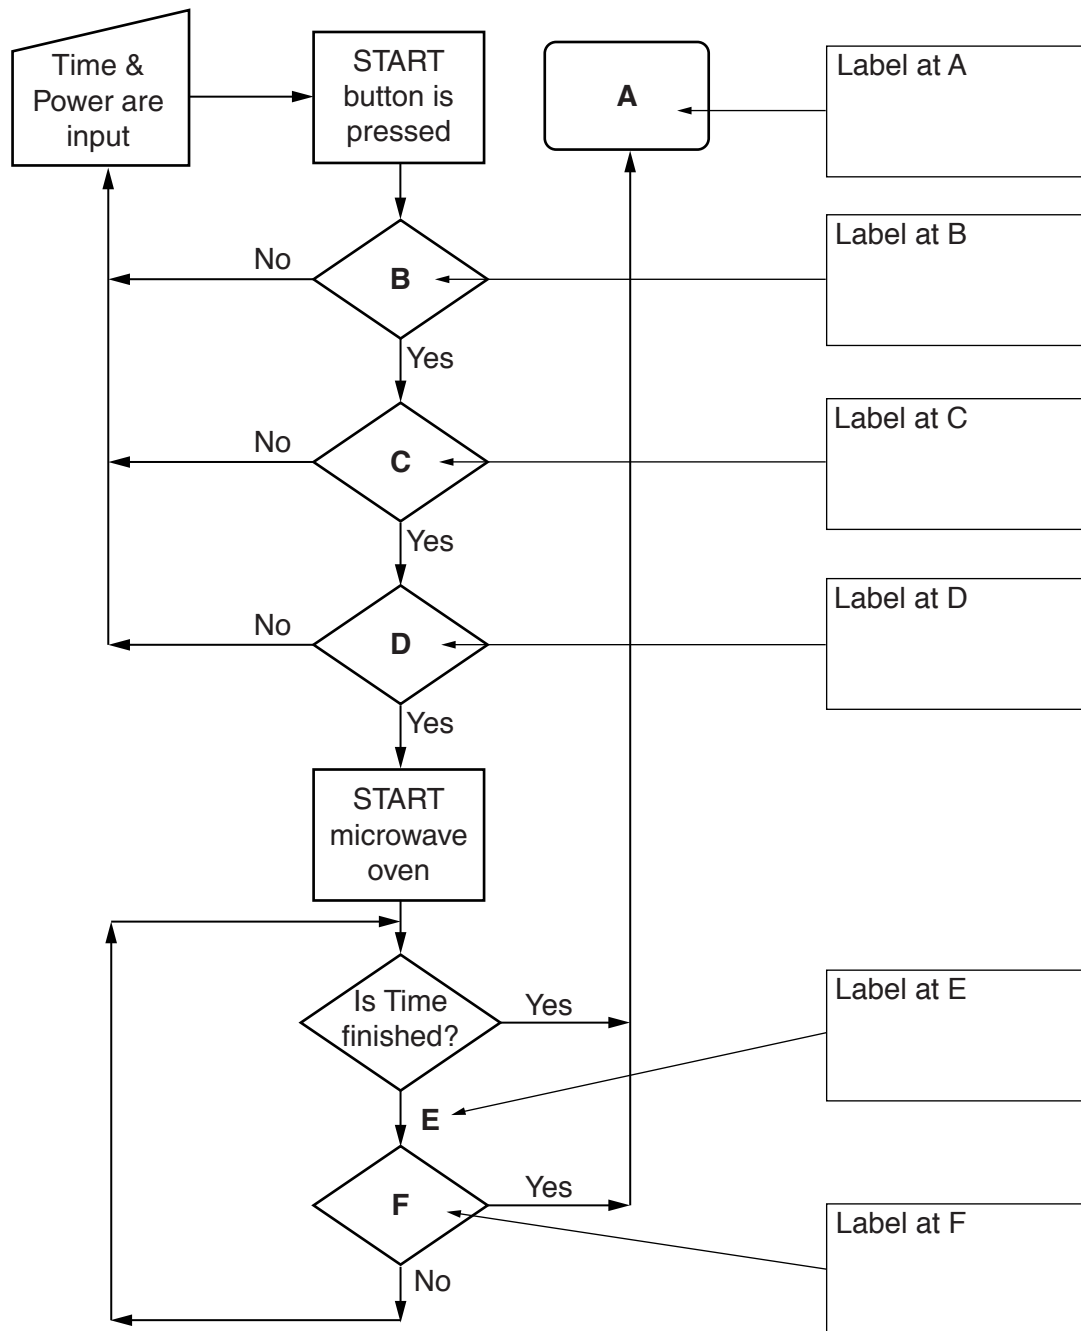 Time &
Power are
input
START
button is
pressed
A
Label at A
No
B
Label at B
Yes
No
C
Label at C
Yes
No
D
Label at D
Yes
START
microwave
oven
Is Time
finished?
Yes
Label at E
E
F
Yes
Label at F
No